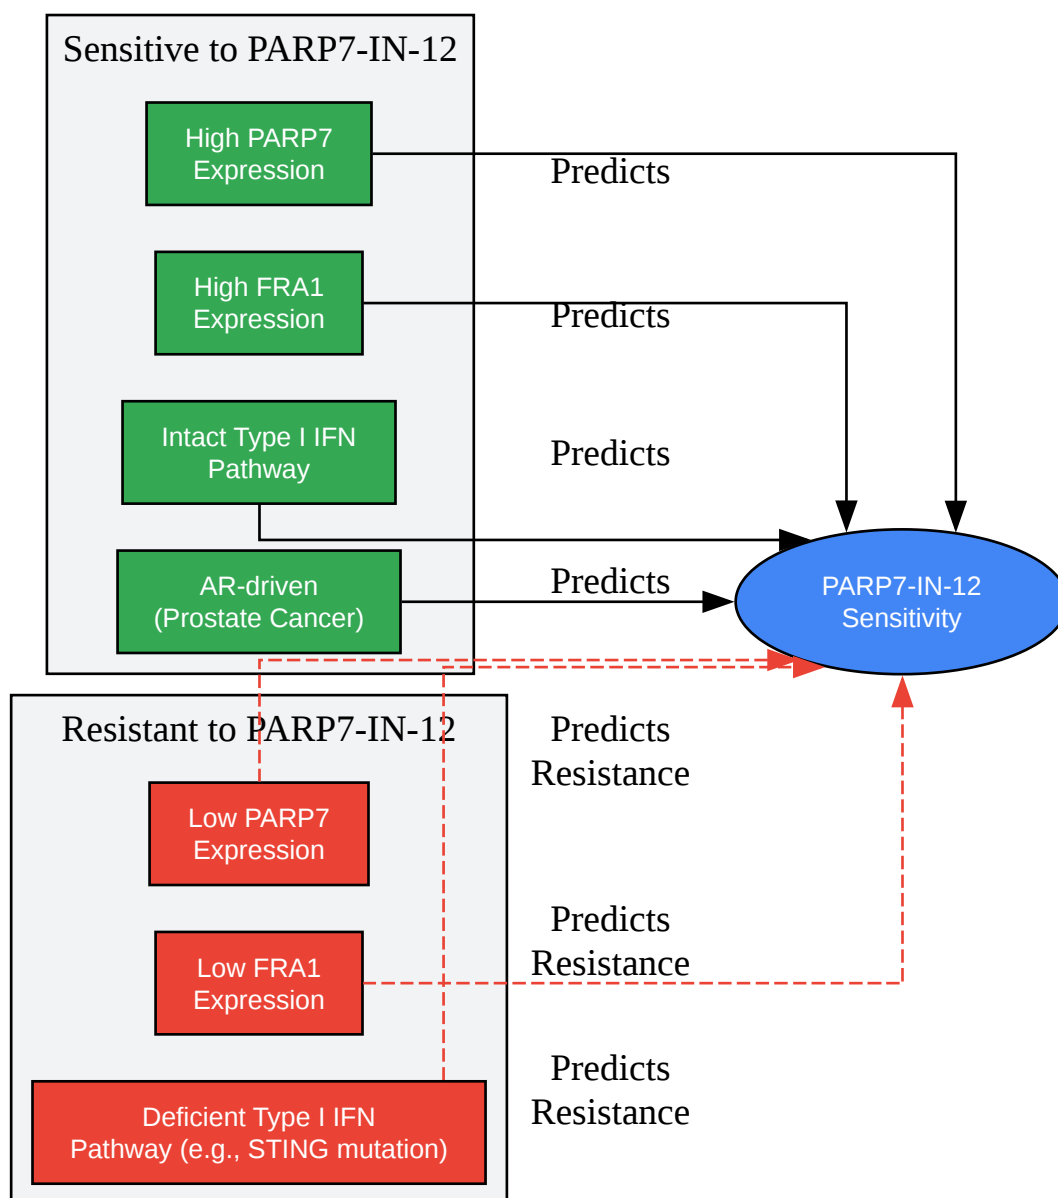 Sensitive to PARP7-IN-12
High PARP7
Expression
Predicts
High FRA1
Expression
Predicts
Intact Type I IFN
Pathway
Predicts
AR-driven
(Prostate Cancer)
Predicts
PARP7-IN-12
Sensitivity
Resistant to PARP7-IN-12
Predicts
Resistance
Low PARP7
Expression
Predicts
Resistance
Low FRA1
Expression
Predicts
Resistance
Deficient Type I IFN
Pathway (e.g., STING mutation)